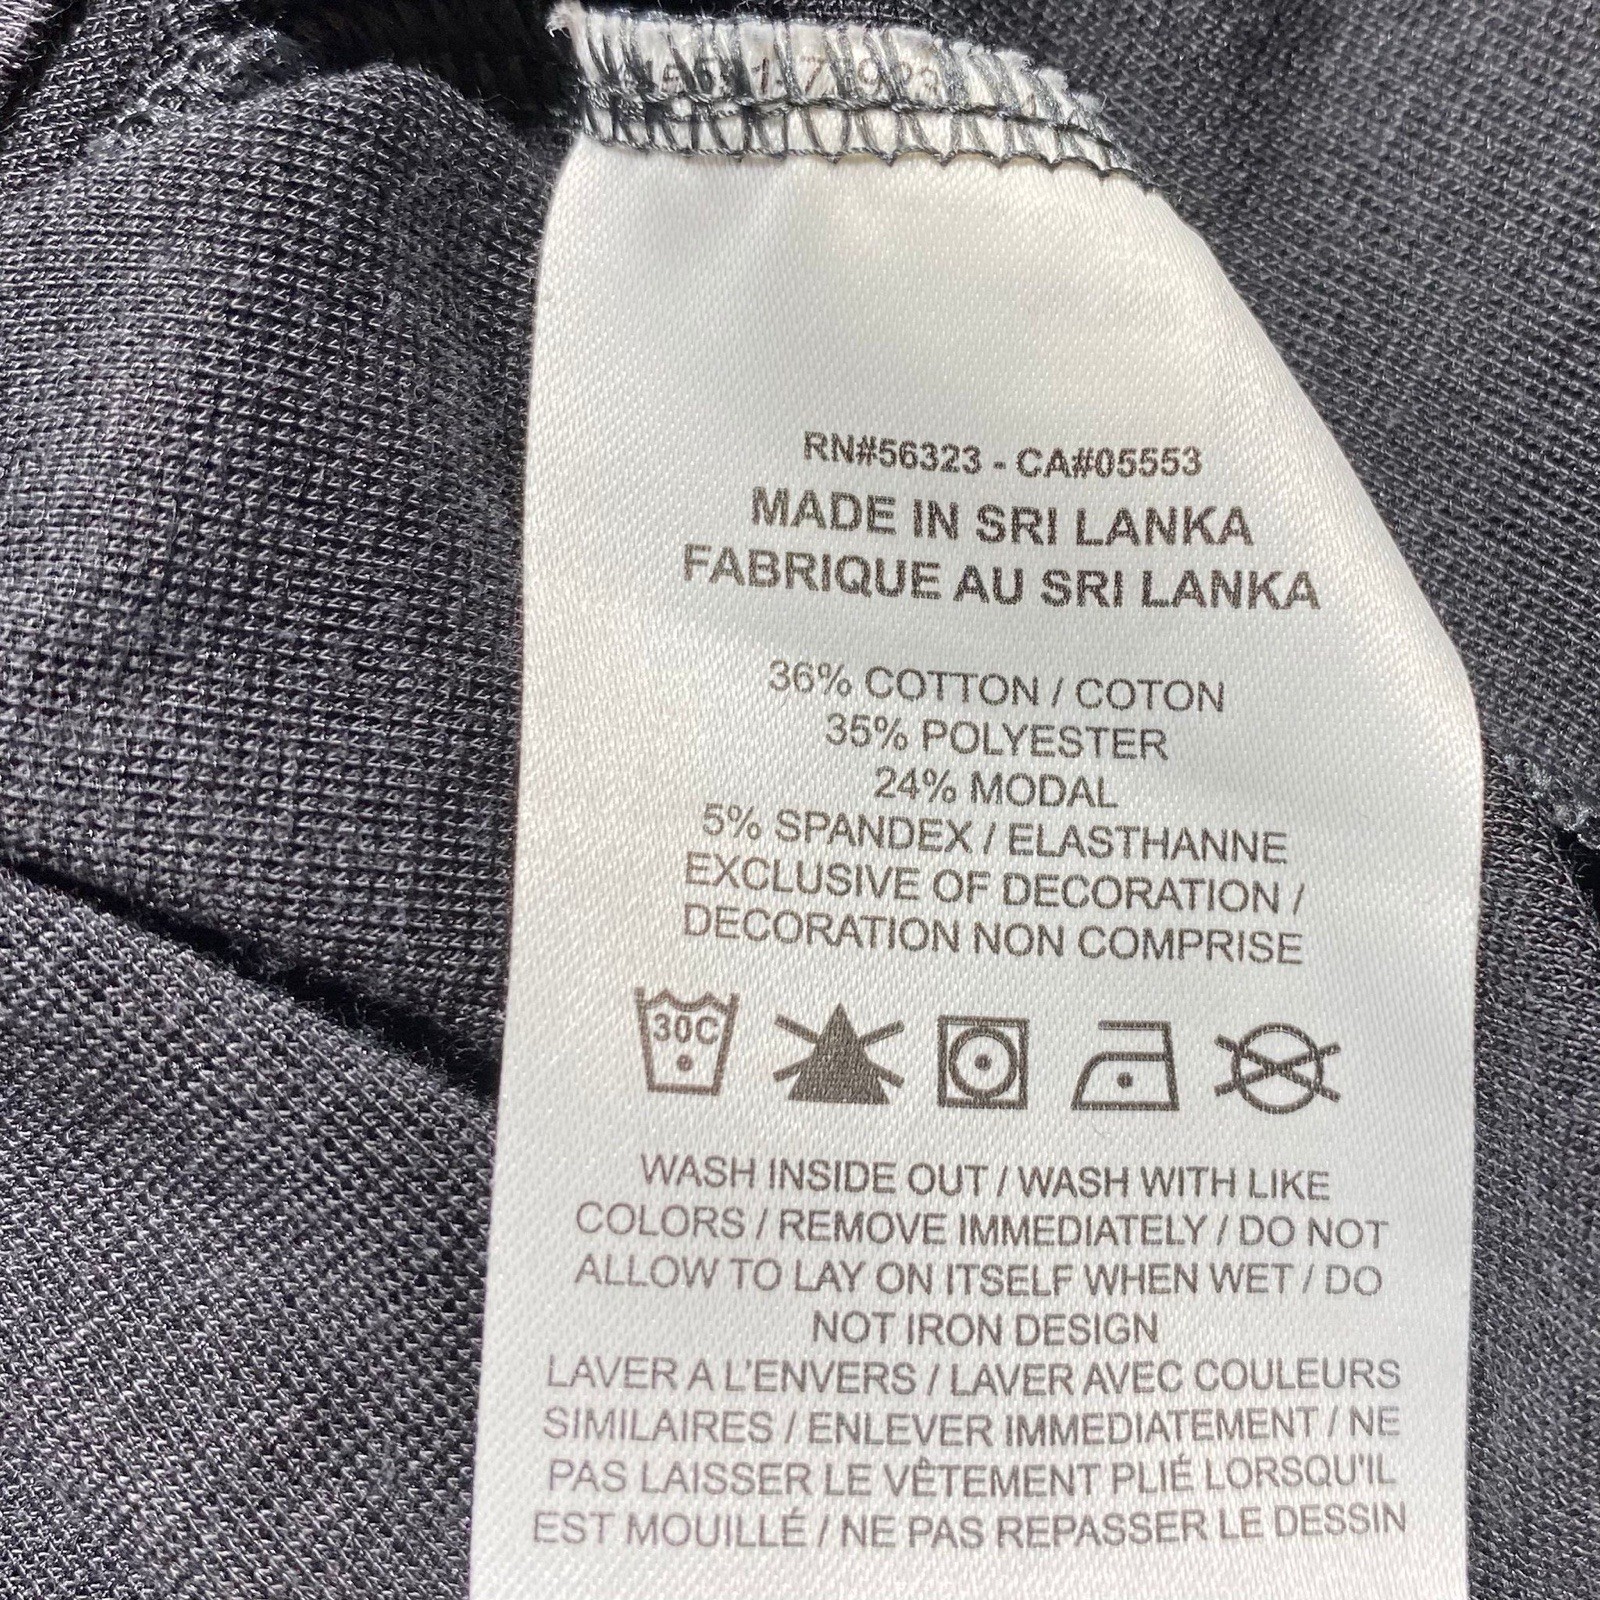 RN#56323 - CA#05553
MADE IN SRI LANKA
FABRIQUE AU SRI LANKA
36% COTTON / COTON
35% POLYESTER
24% MODAL
5% SPANDEX / ELASTHANNE
EXCLUSIVE OF DECORATION /
DECORATION NON COMPRISE
30C
WASH INSIDE OUT / WASH WITH LIKE
COLORS / REMOVE IMMEDIATELY / DO NOT
ALLOW TO LAY ON ITSELF WHEN WET / DO
NOT IRON DESIGN
LAVER A L'ENVERS / LAVER AVEC COULEURS
SIMILAIRES / ENLEVER IMMEDIATEMENT / NE
PAS LAISSER LE VÊTEMENT PLIÉ LORSQU'IL
EST MOUILLÉ / NE PAS REPASSER LE DESSIN